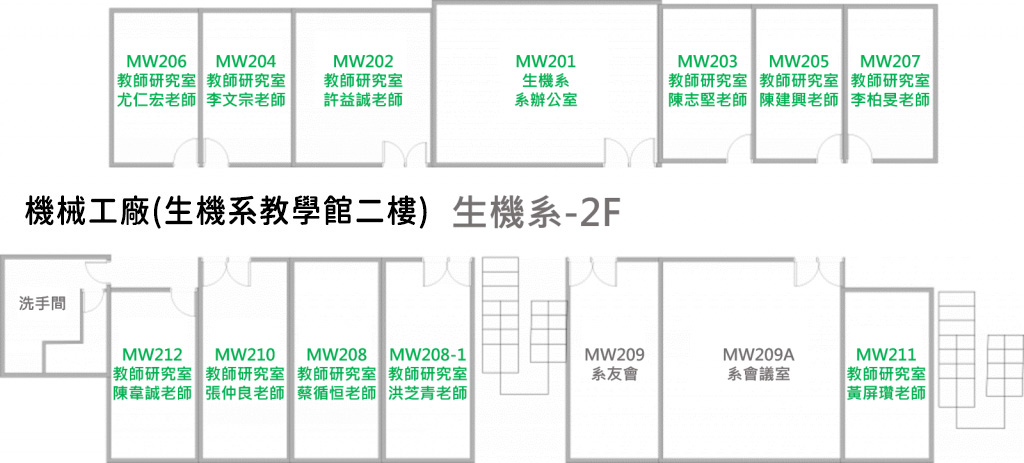 MW206
教師研究室
尤仁宏老師
MW204
教師研究室
李文宗老師
MW202
教師研究室
許益誠老師
MW201
生機系
系辦公室
MW203
教師研究室
陳志堅老師
MW205
教師研究室
陳建興老師
MW207
教師研究室
李柏旻老師
機械工廠(生機系教學館二樓) 生機系-2F
洗手間
MW212
教師研究室
陳韋誠老師
MW210
教師研究室
張仲良老師
MW208
教師研究室
蔡循恒老師
MW208-1
教師研究室
洪芝青老師
MW209
系友會
MW209A
系會議室
MW211
教師研究室
黃屏瓚老師